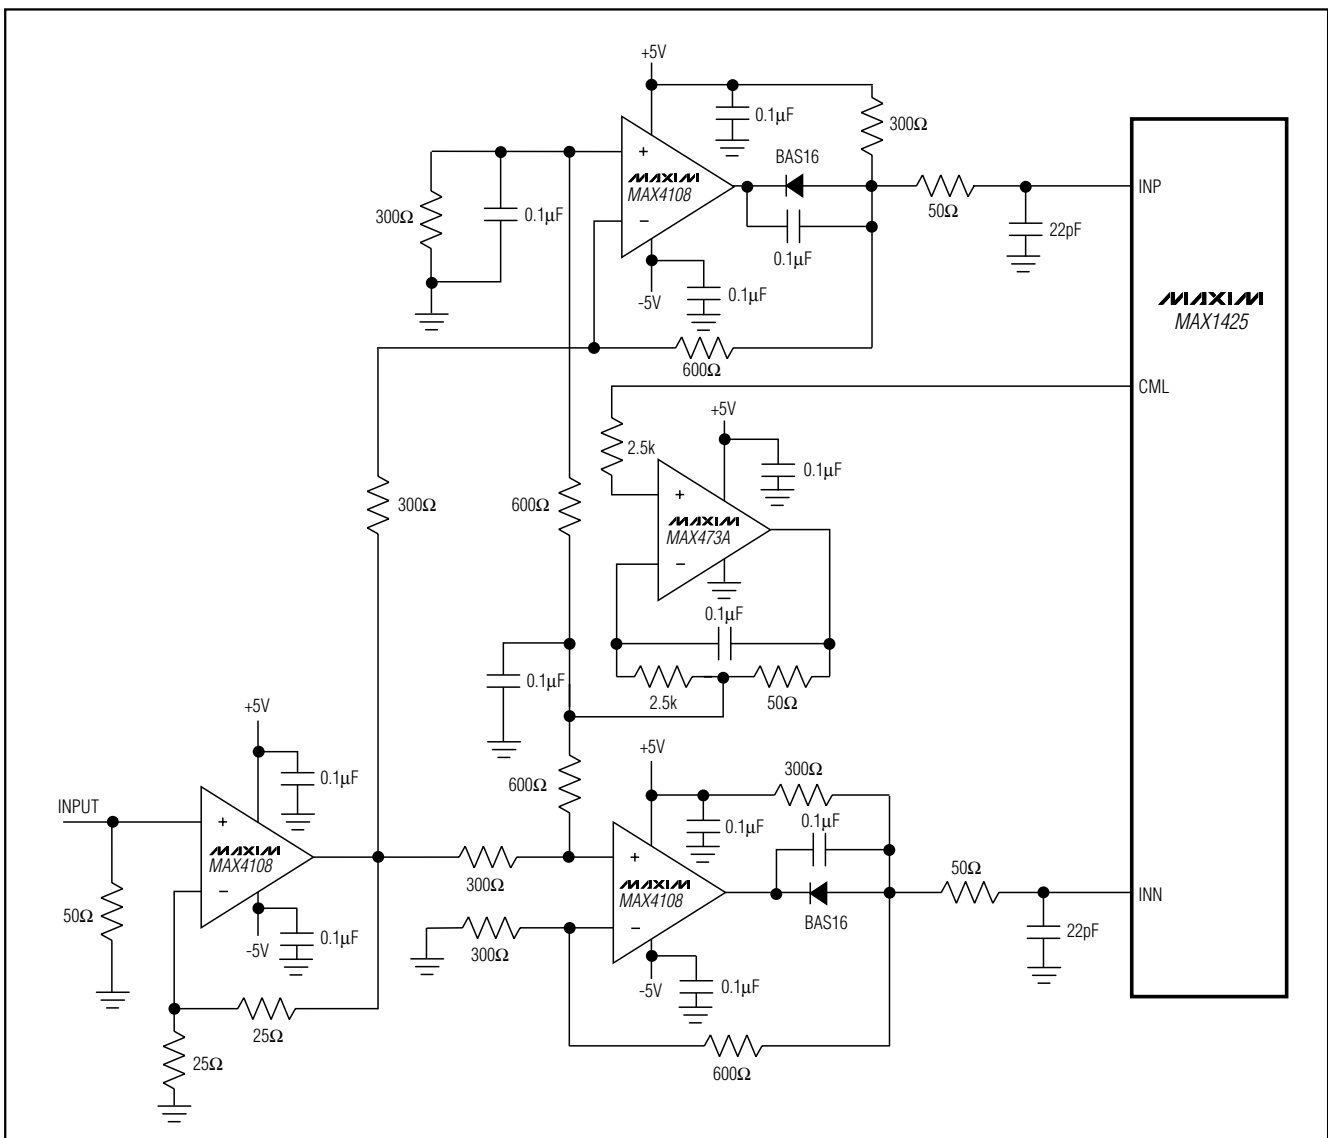 +5V
0.1µF
300Ω
BAS16
+
MAXIM
MAX4108
INP
300Ω
0.1µF
−
50Ω
22pF
0.1µF
0.1µF
-5V
MAXIM
MAX1425
600Ω
CML
+5V
2.5k
0.1µF
+
300Ω
600Ω
MAXIM
MAX473A
−
0.1µF
0.1µF
2.5k
50Ω
+5V
+5V
300Ω
0.1µF
600Ω
INPUT
0.1µF
0.1µF
+
MAXIM
MAX4108
+
300Ω
MAXIM
MAX4108
50Ω
INN
−
50Ω
BAS16
−
0.1µF
-5V
300Ω
22pF
-5V
0.1µF
25Ω
25Ω
600Ω